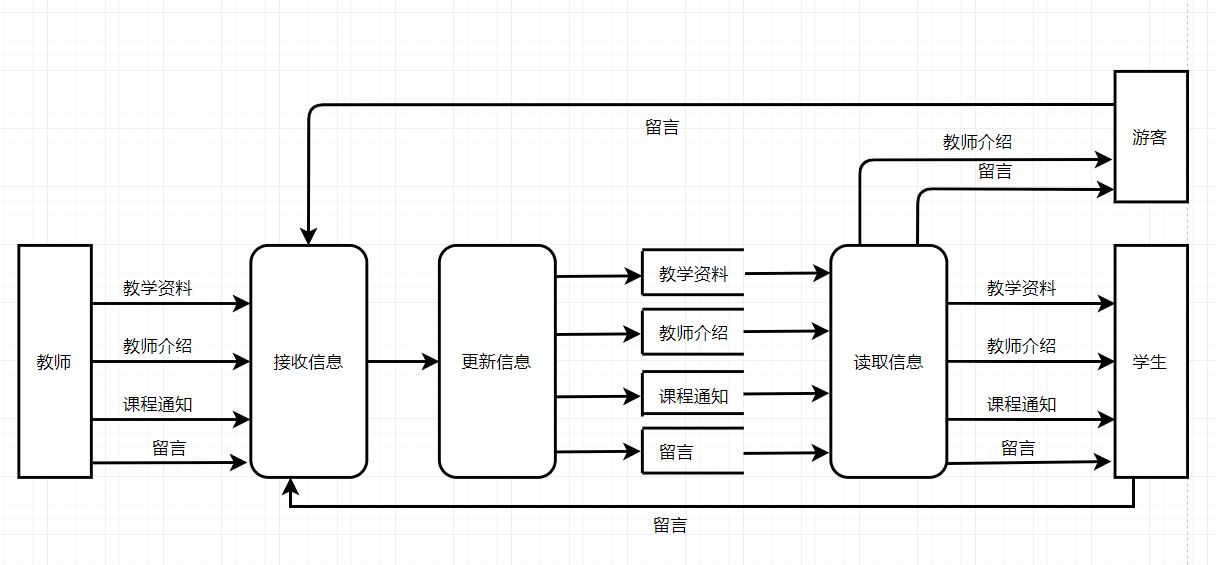 留言
教师介绍
留言
游客
教师
教学资料
教师介绍
课程通知
留言
接收信息
更新信息
教学资料
教师介绍
课程通知
留言
读取信息
教学资料
教师介绍
课程通知
留言
学生
留言